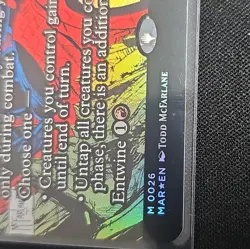 only during combat.
Choose one —
• Creatures you control gain
until end of turn.
• Untap all creatures you co
phase, there is an addition
Entwine 1
M 0026
MAR★EN Todd McFarlane